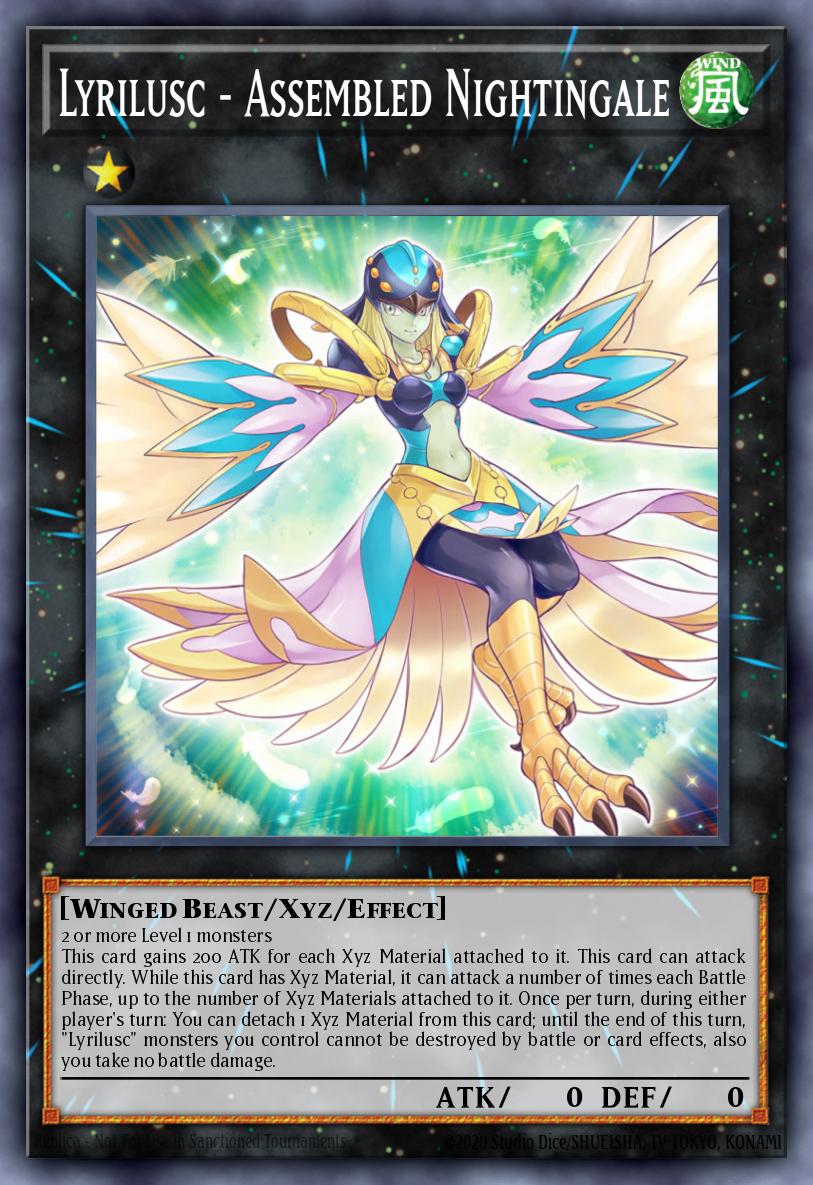 Lyrilusc - Assembled Nightingale
WIND
風
[Winged Beast/Xyz/Effect]
2 or more Level 1 monsters
This card gains 200 ATK for each Xyz Material attached to it. This card can attack
directly. While this card has Xyz Material, it can attack a number of times each Battle
Phase, up to the number of Xyz Materials attached to it. Once per turn, during either
player's turn: You can detach 1 Xyz Material from this card; until the end of this turn,
"Lyrilusc" monsters you control cannot be destroyed by battle or card effects, also
you take no battle damage.
ATK/ 0 DEF/ 0
Replica - Not For Use in Sanctioned Tournaments ©2020 Studio Dice/SHUEISHA, TV TOKYO, KONAMI